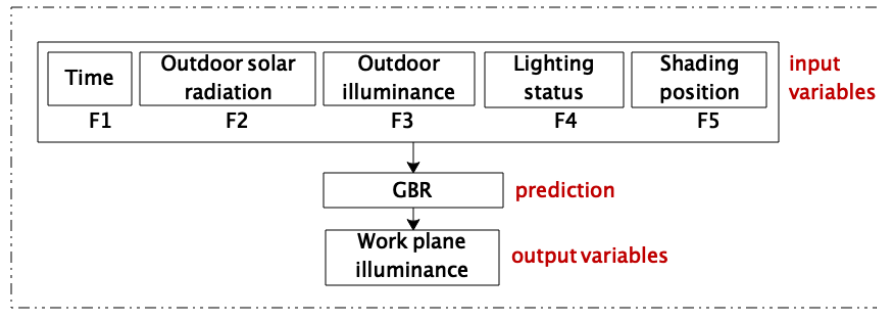 Time
Outdoor solar
radiation
Outdoor
illuminance
Lighting
status
Shading
position
input
variables
F1
F2
F3
F4
F5
GBR
prediction
Work plane
illuminance
output variables